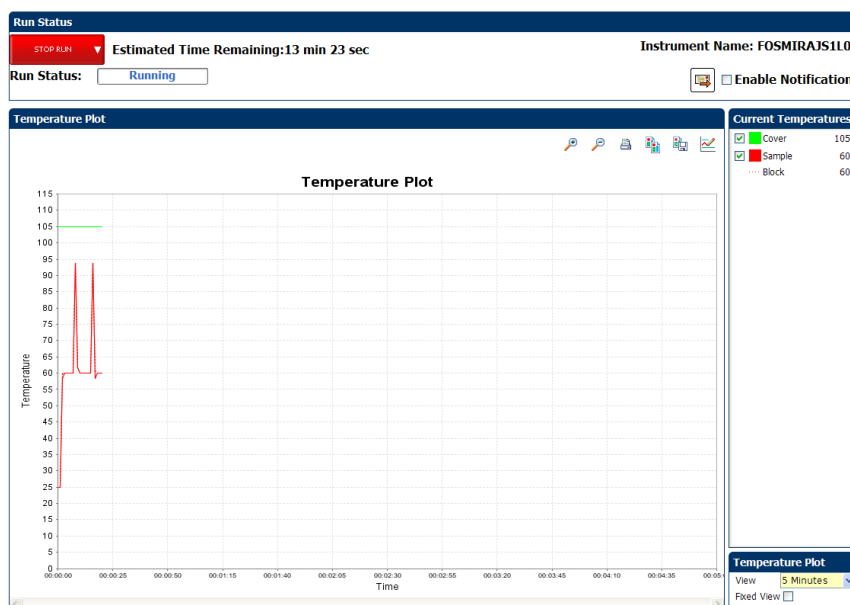 Run Status
STOP RUN
Estimated Time Remaining:13 min 23 sec
Instrument Name: FOSMIRAJS1L0
Run Status: Running
Enable Notification
Temperature Plot
Current Temperatures
Cover 105
Sample 60
Block 60
Temperature Plot
115
110
105
100
95
90
85
80
75
70
65
60
55
50
45
40
35
30
25
20
15
10
5
0
Temperature
00:00:00 00:00:25 00:00:50 00:01:15 00:01:40 00:02:05 00:02:30 00:02:55 00:03:20 00:03:45 00:04:10 00:04:35 00:05:
Time
Temperature Plot
View 5 Minutes
Fixed View